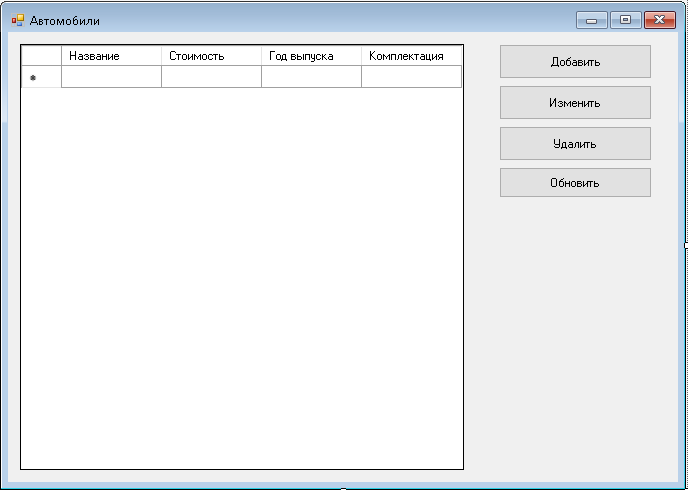 Автомобили
Название Стоимость Год выпуска Комплектация
Добавить
Изменить
Удалить
Обновить